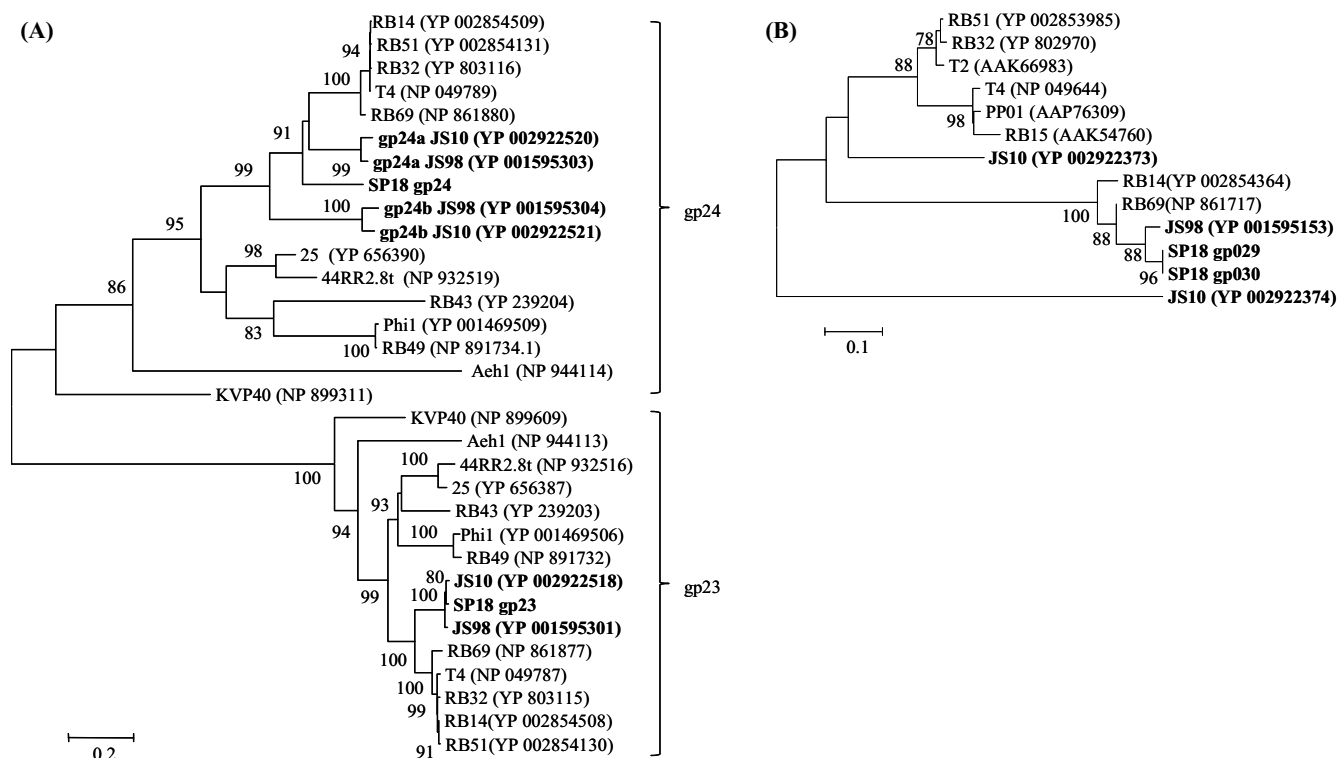 (A)
RB14 (YP 002854509)
94
RB51 (YP 002854131)
RB32 (YP 803116)
100
T4 (NP 049789)
RB69 (NP 861880)
91
gp24a JS10 (YP 002922520)
gp24a JS98 (YP 001595303)
99
99
SP18 gp24
100
gp24b JS98 (YP 001595304)
gp24b JS10 (YP 002922521)
gp24
95
98
25 (YP 656390)
44RR2.8t (NP 932519)
86
RB43 (YP 239204)
83
Phi1 (YP 001469509)
100
RB49 (NP 891734.1)
Aeh1 (NP 944114)
KVP40 (NP 899311)
KVP40 (NP 899609)
Aeh1 (NP 944113)
100
100
44RR2.8t (NP 932516)
25 (YP 656387)
93
RB43 (YP 239203)
94
100
Phi1 (YP 001469506)
RB49 (NP 891732)
80
JS10 (YP 002922518)
gp23
99
100
SP18 gp23
JS98 (YP 001595301)
100
RB69 (NP 861877)
T4 (NP 049787)
100
RB32 (YP 803115)
99
RB14(YP 002854508)
91
RB51(YP 002854130)
0.2
(B)
RB51 (YP 002853985)
78
RB32 (YP 802970)
88
T2 (AAK66983)
T4 (NP 049644)
PP01 (AAP76309)
98
RB15 (AAK54760)
JS10 (YP 002922373)
RB14(YP 002854364)
100
RB69(NP 861717)
JS98 (YP 001595153)
88
88
SP18 gp029
96
SP18 gp030
JS10 (YP 002922374)
0.1